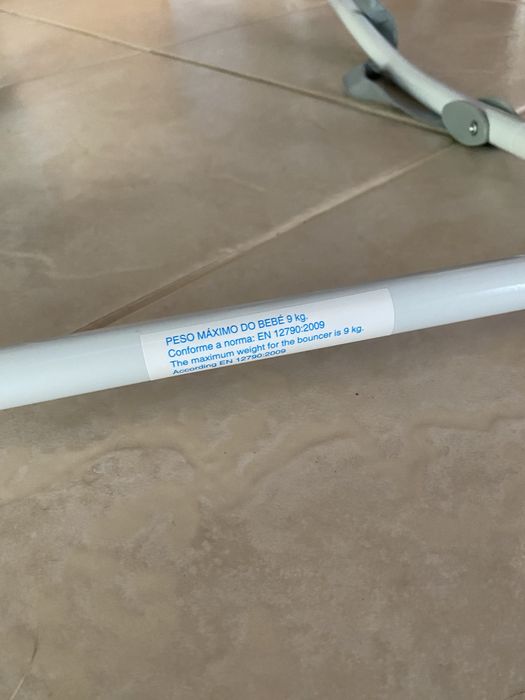 PESO MÁXIMO DO BEBÉ 9 kg.
Conforme a norma: EN 12790:2009
The maximum weight for the bouncer is 9 kg.
According EN 12790:2009